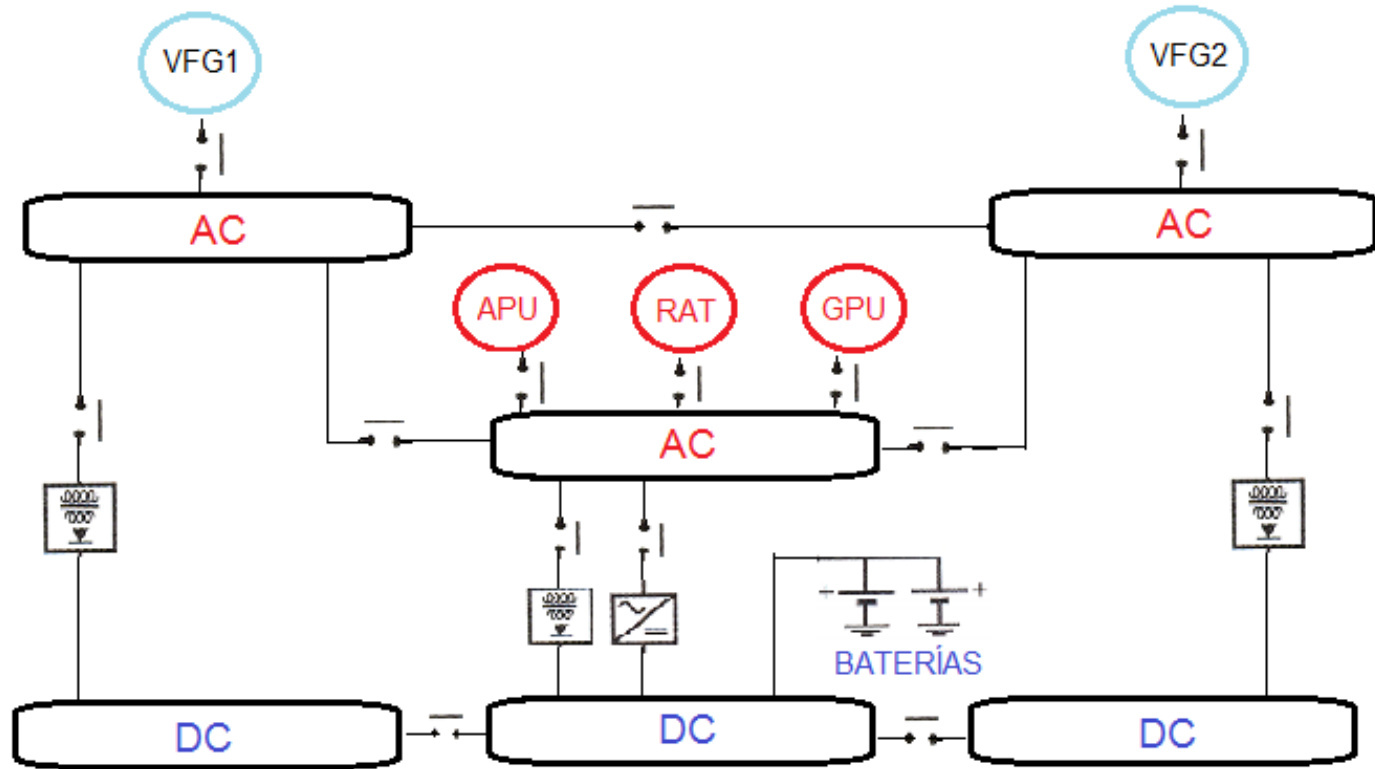 VFG1
VFG2
AC
AC
APU
RAT
GPU
AC
+
+
BATERÍAS
DC
DC
DC